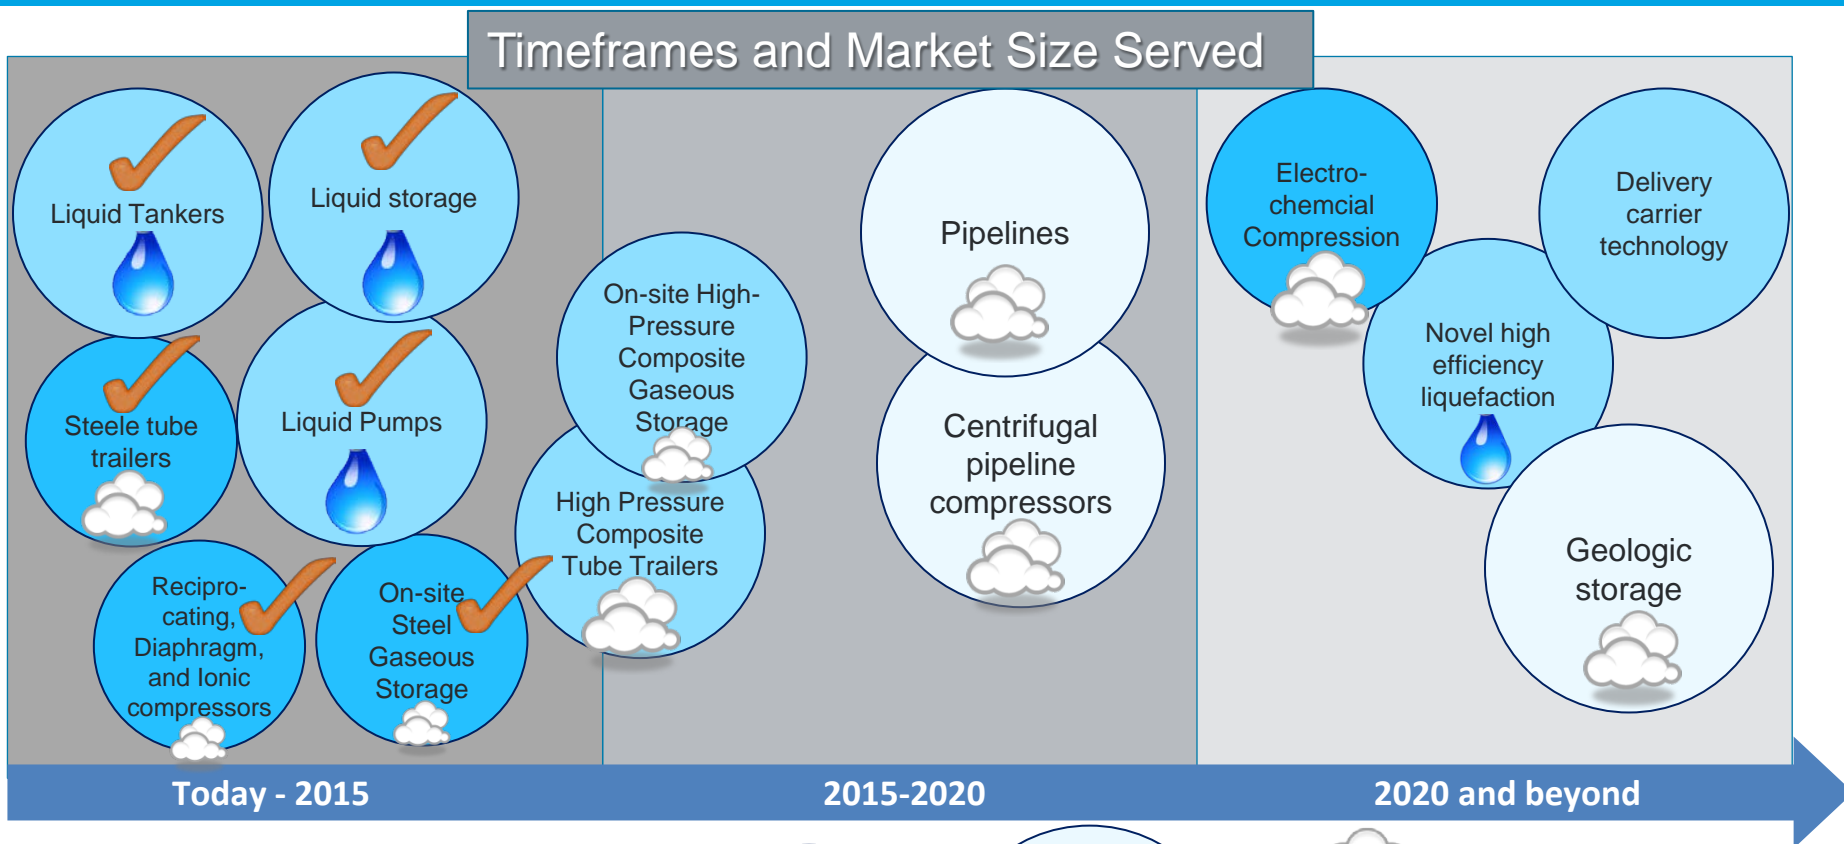 Timeframes and Market Size Served
Liquid Tankers
Liquid storage
Steele tube
trailers
Liquid Pumps
Recipro-
cating,
Diaphragm,
and Ionic
compressors
On-site
Steel
Gaseous
Storage
On-site High-
Pressure
Composite
Gaseous
Storage
High Pressure
Composite
Tube Trailers
Pipelines
Centrifugal
pipeline
compressors
Electro-
chemcial
Compression
Novel high
efficiency
liquefaction
Delivery
carrier
technology
Geologic
storage
Today - 2015
2015-2020
2020 and beyond